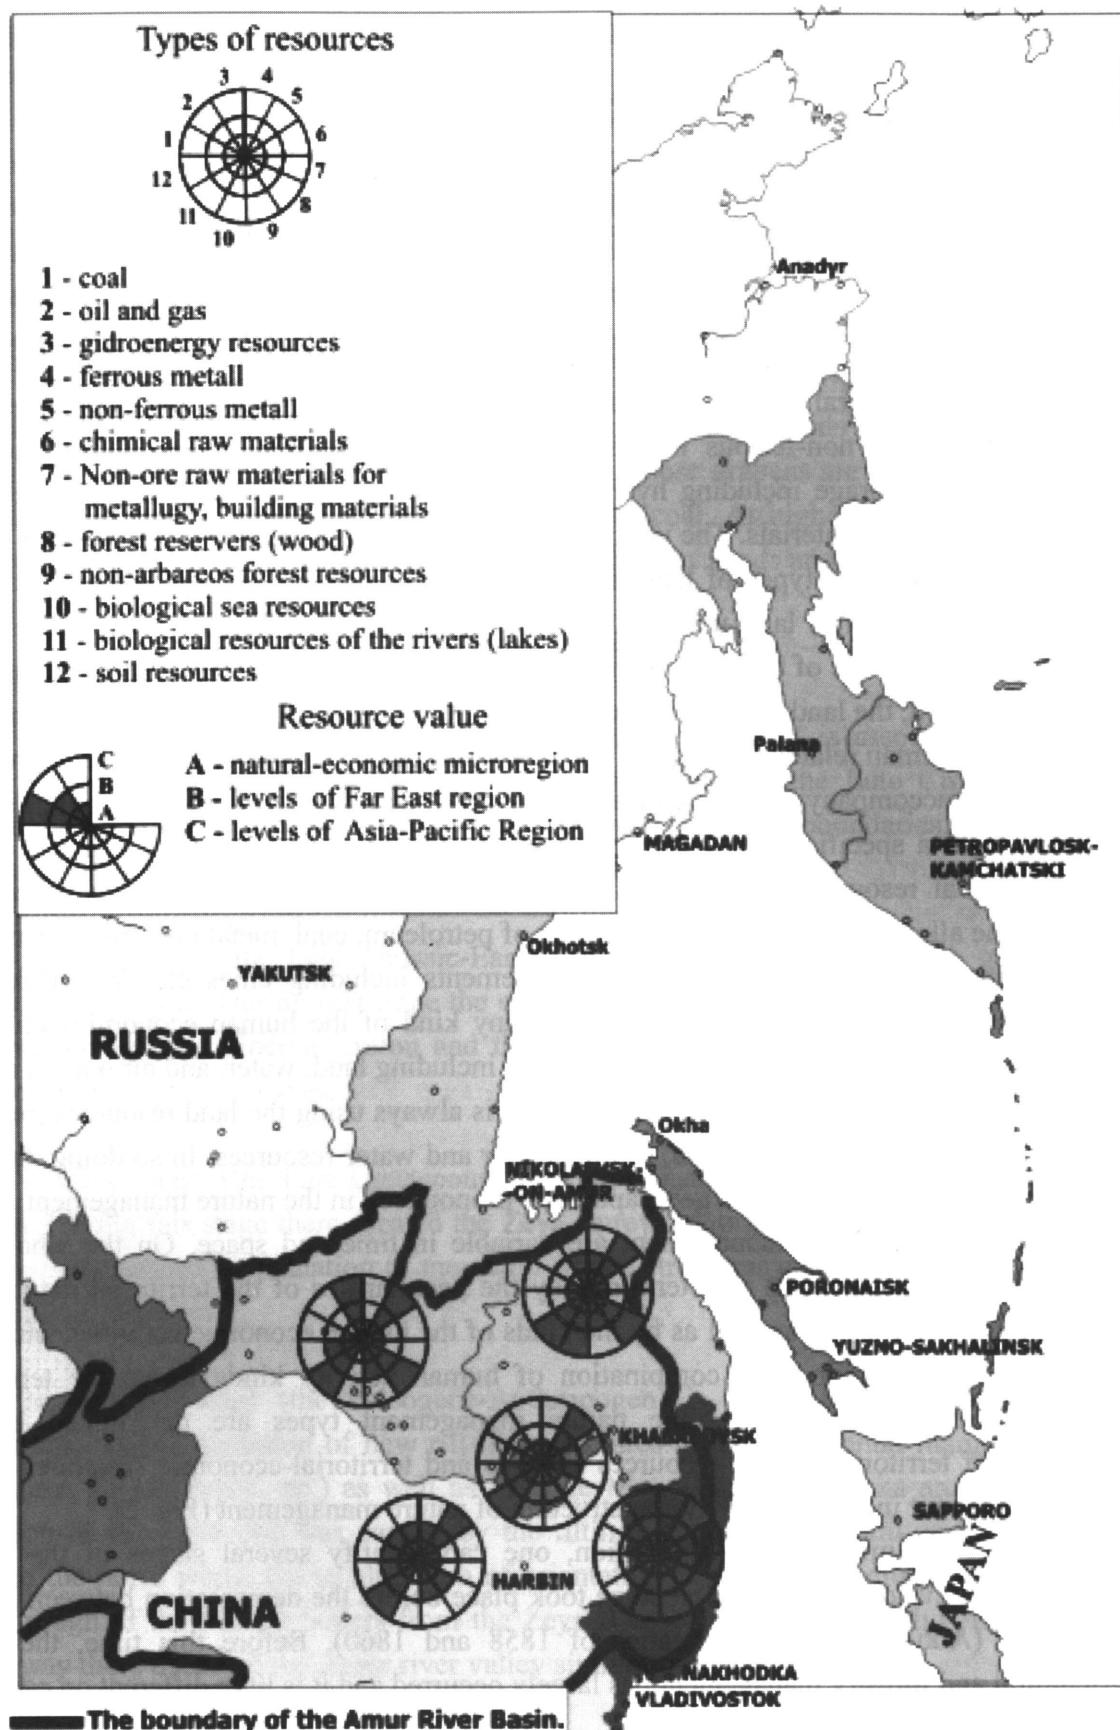 Types of resources
3 4
2 5
1 6
12 7
11 8
10 9
1 - coal
2 - oil and gas
3 - gidroenergy resources
4 - ferrous metall
5 - non-ferrous metall
6 - chimical raw materials
7 - Non-ore raw materials for
metallugy, building materials
8 - forest reservers (wood)
9 - non-arbareos forest resources
10 - biological sea resources
11 - biological resources of the rivers (lakes)
12 - soil resources
Resource value
C
B
A
A - natural-economic microregion
B - levels of Far East region
C - levels of Asia-Pacific Region
Anadyr
Palana
MAGADAN
PETROPAVLOSK-
KAMCHATSKI
Okhotsk
YAKUTSK
RUSSIA
Okha
NIKOLAEVSK-
-ON-AMUR
PORONAISK
YUZNO-SAKHALINSK
KHABAROVSK
SAPPORO
JAPAN
HARBIN
CHINA
NAKHODKA
VLADIVOSTOK
The boundary of the Amur River Basin.